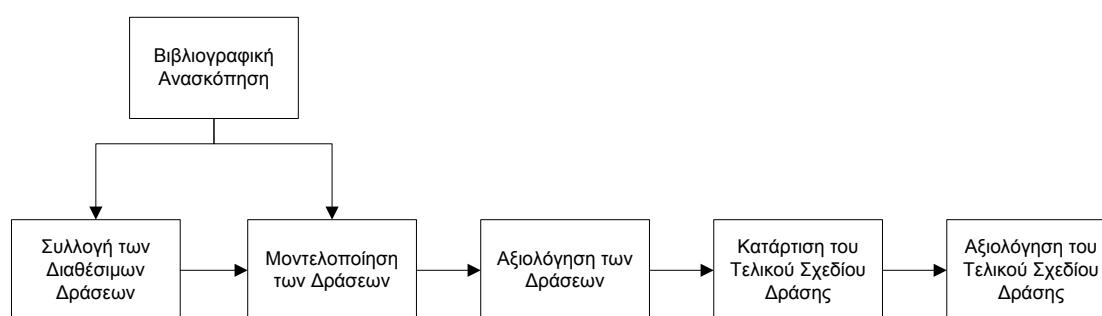 Βιβλιογραφική
Ανασκόπηση
Συλλογή των
Διαθέσιμων
Δράσεων
Μοντελοποίηση
των Δράσεων
Αξιολόγηση των
Δράσεων
Κατάρτιση του
Τελικού Σχεδίου
Δράσης
Αξιολόγηση του
Τελικού Σχεδίου
Δράσης